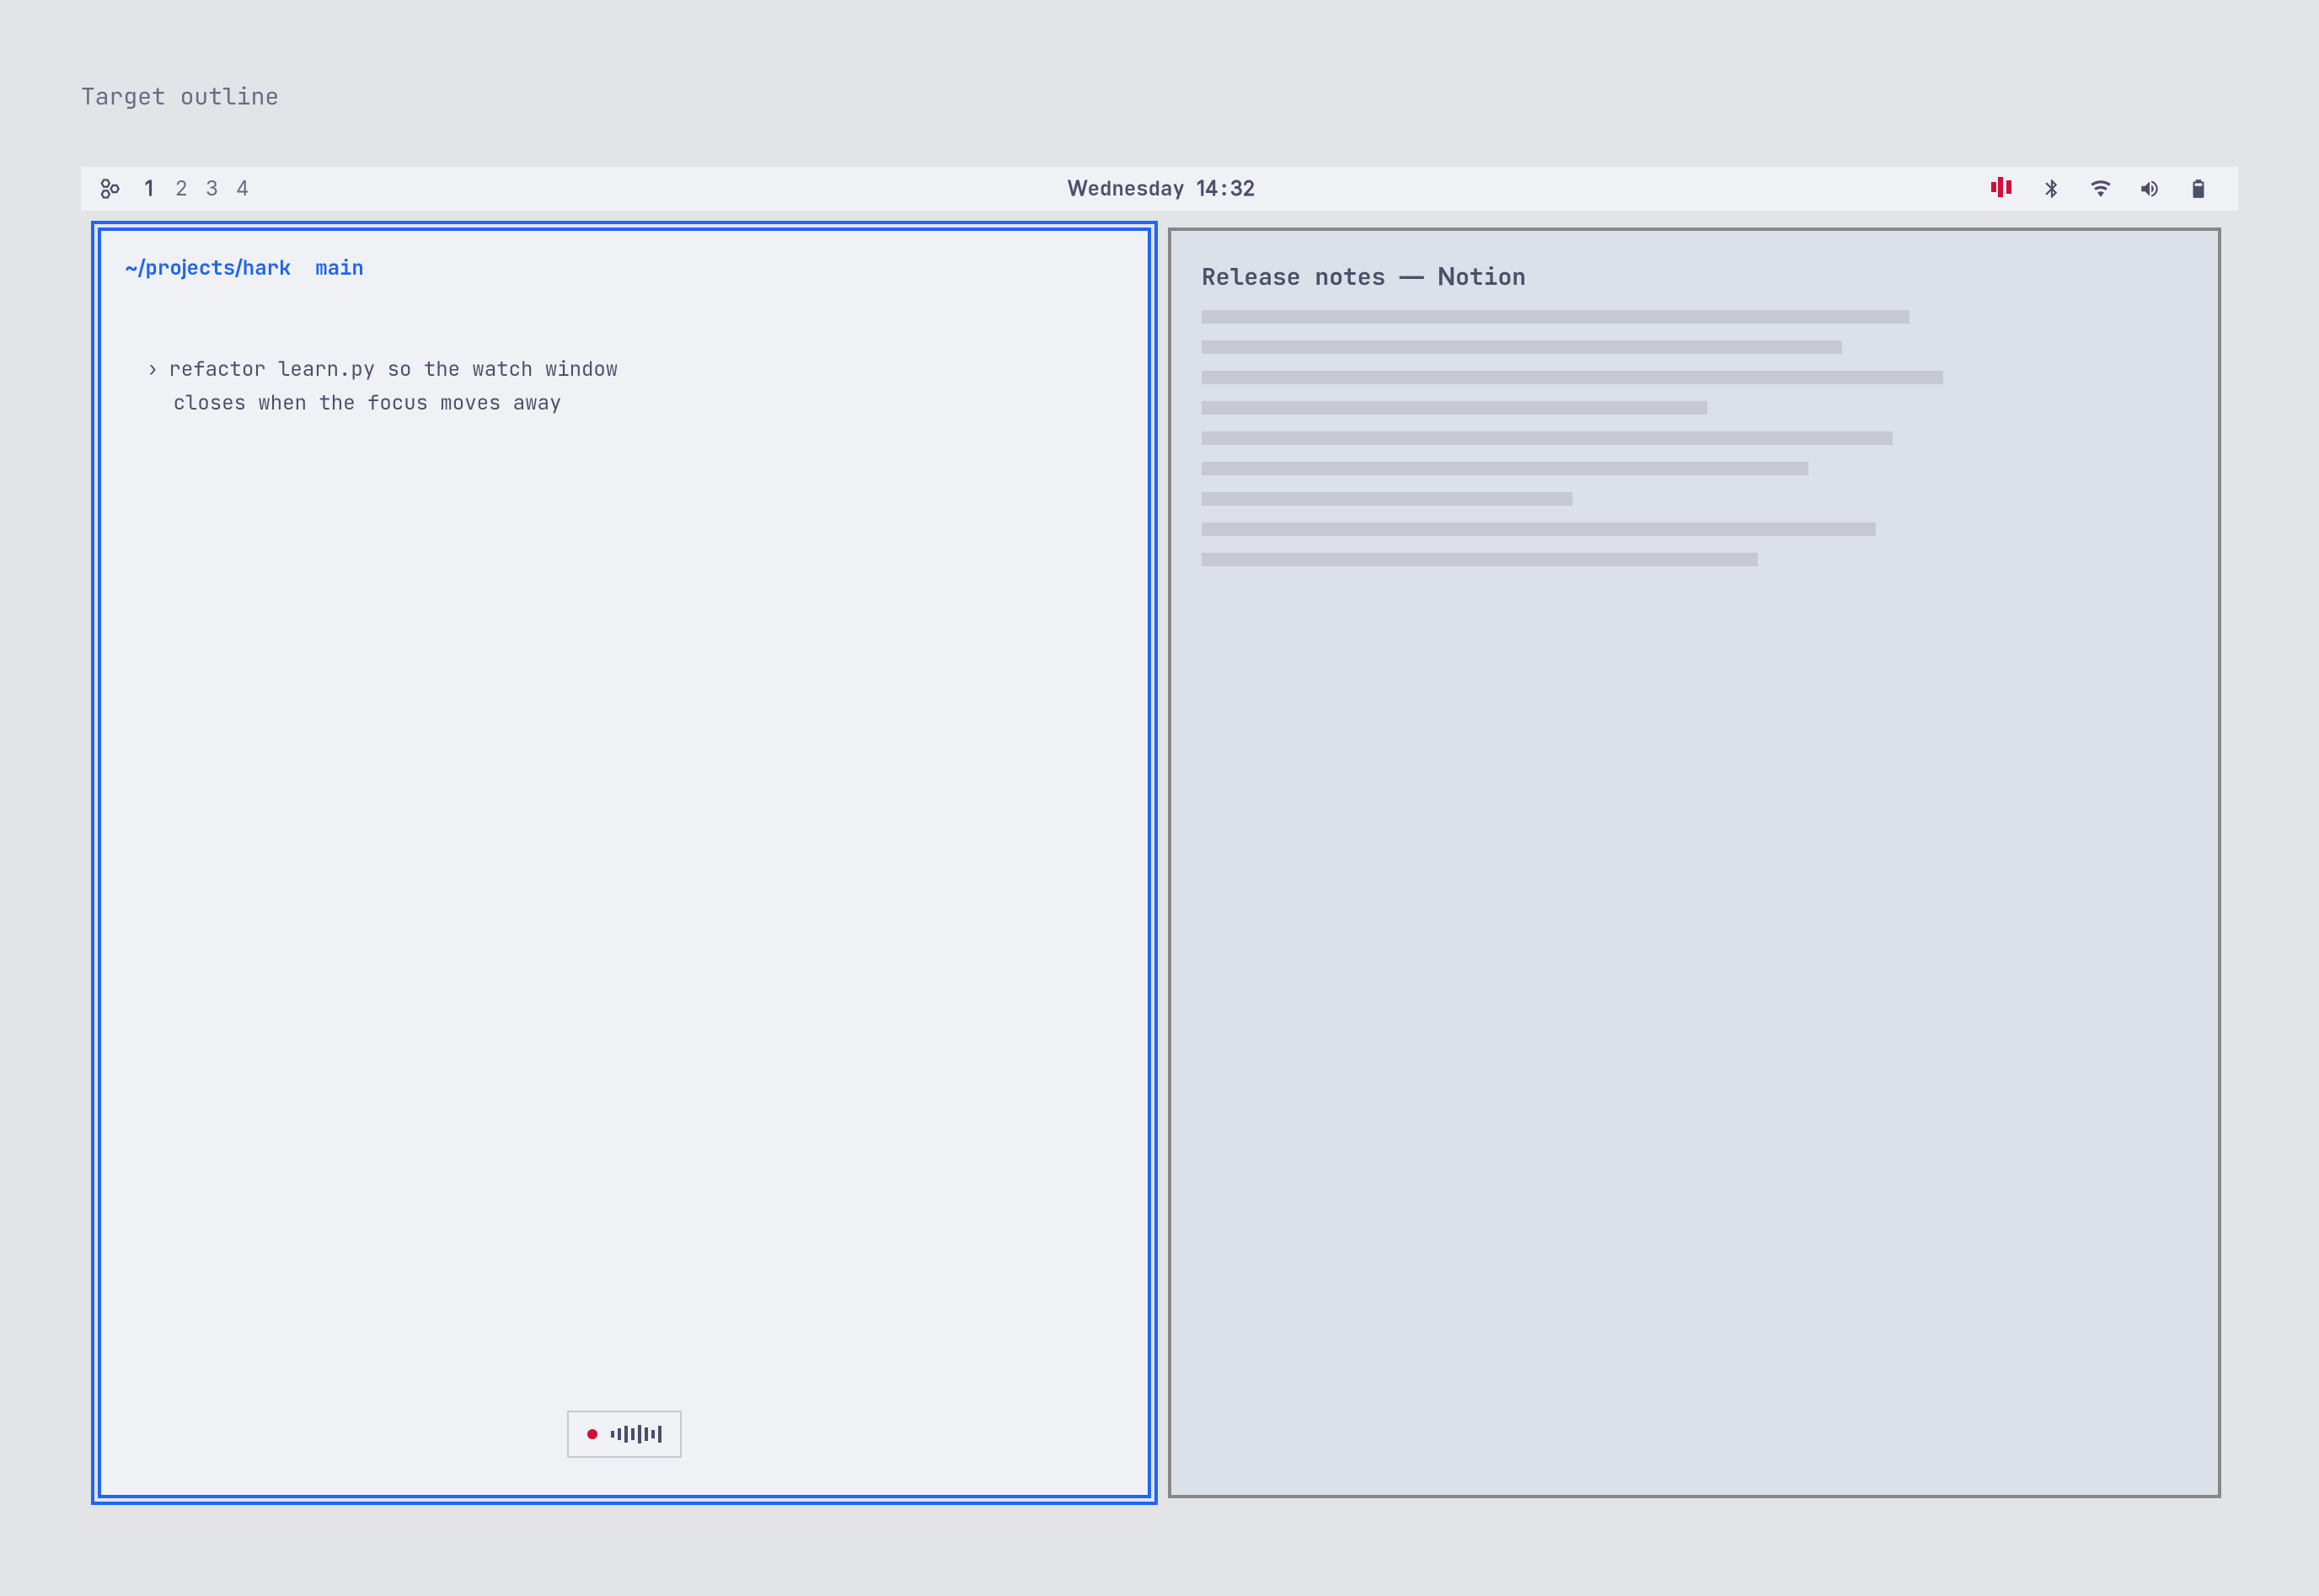 Target outline
1 2 3 4
Wednesday 14:32
~/projects/hark main
› refactor learn.py so the watch window
closes when the focus moves away
Release notes — Notion